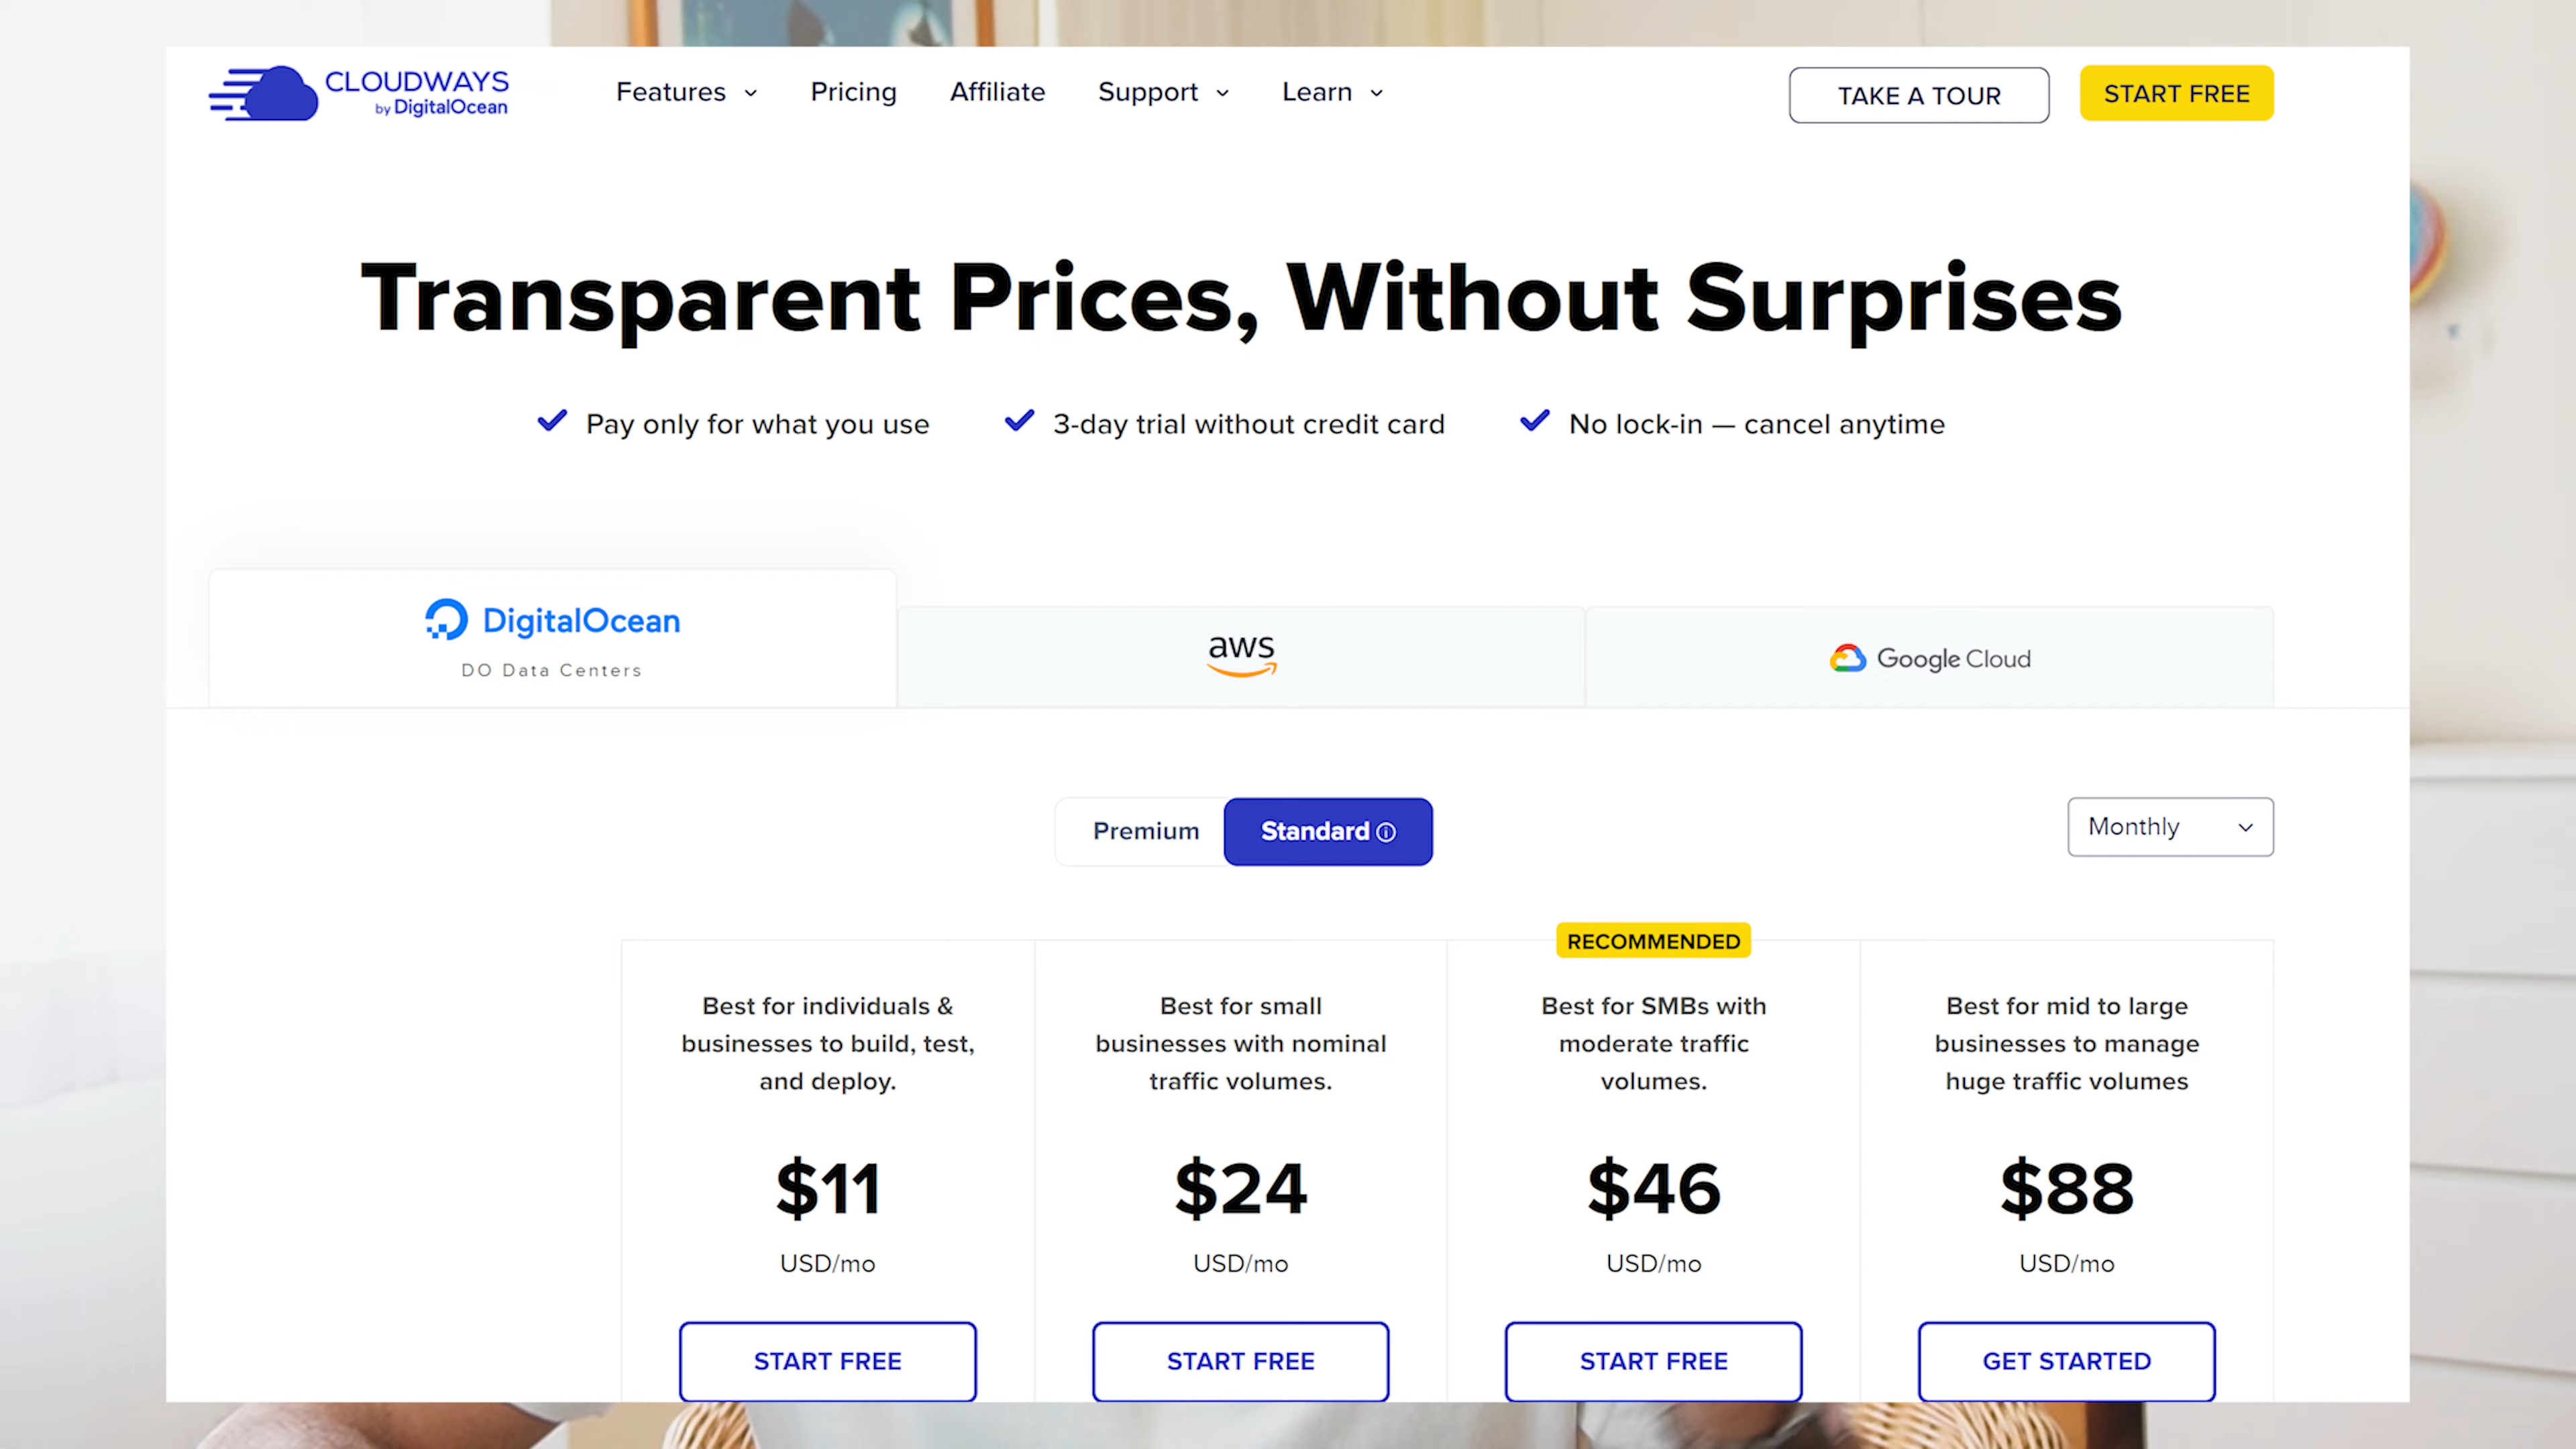 CLOUDWAYS
by DigitalOcean
Features
Pricing
Affiliate
Support
Learn
TAKE A TOUR
START FREE
Transparent Prices, Without Surprises
Pay only for what you use
3-day trial without credit card
No lock-in — cancel anytime
DigitalOcean
DO Data Centers
aws
Google Cloud
Premium
Standard
Monthly
Best for individuals &
businesses to build, test,
and deploy.
$11
USD/mo
START FREE
Best for small
businesses with nominal
traffic volumes.
$24
USD/mo
START FREE
RECOMMENDED
Best for SMBs with
moderate traffic
volumes.
$46
USD/mo
START FREE
Best for mid to large
businesses to manage
huge traffic volumes
$88
USD/mo
GET STARTED